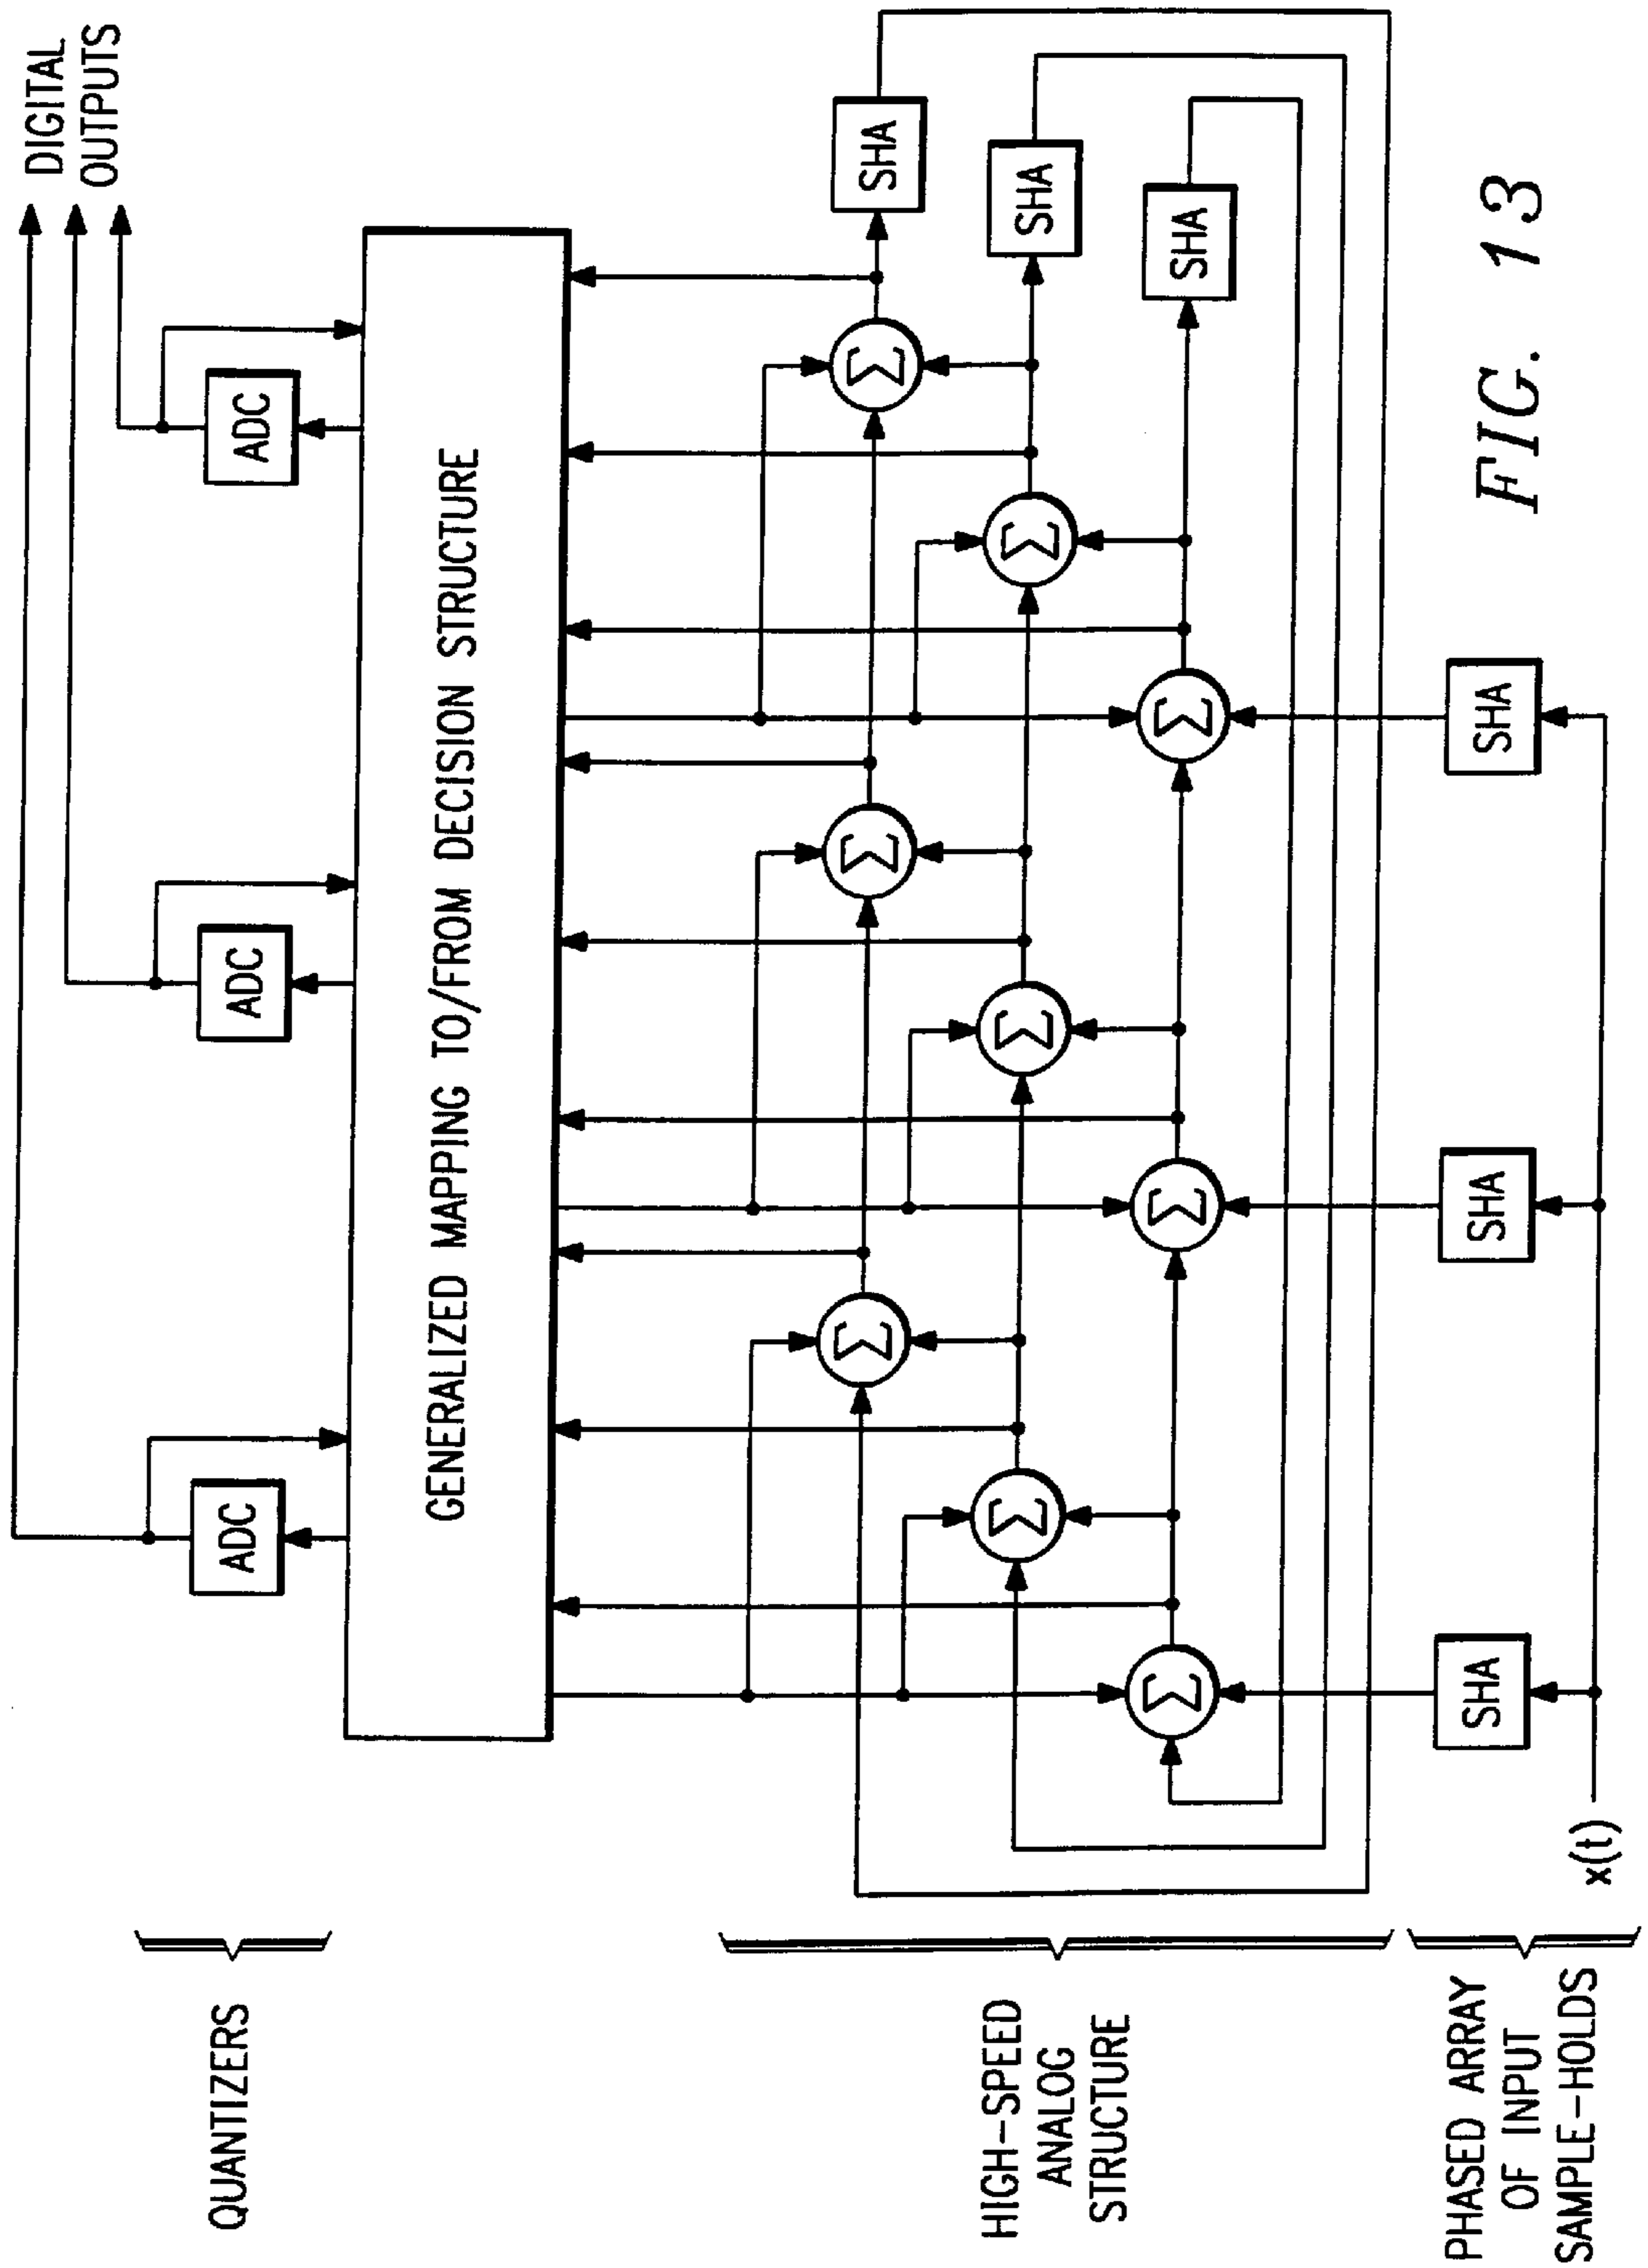 DIGITAL
OUTPUTS
QUANTIZERS
ADC
ADC
ADC
GENERALIZED MAPPING TO/FROM DECISION STRUCTURE
HIGH-SPEED
ANALOG
STRUCTURE
Σ
Σ
Σ
SHA
Σ
Σ
Σ
SHA
Σ
Σ
Σ
SHA
PHASED ARRAY
OF INPUT
SAMPLE-HOLDS
SHA
SHA
SHA
x(t)
FIG. 13